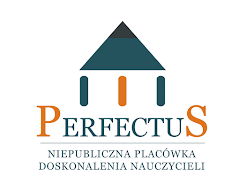 PERFECTUS
NIEPUBLICZNA PLACÓWKA
DOSKONALENIA NAUCZYCIELI